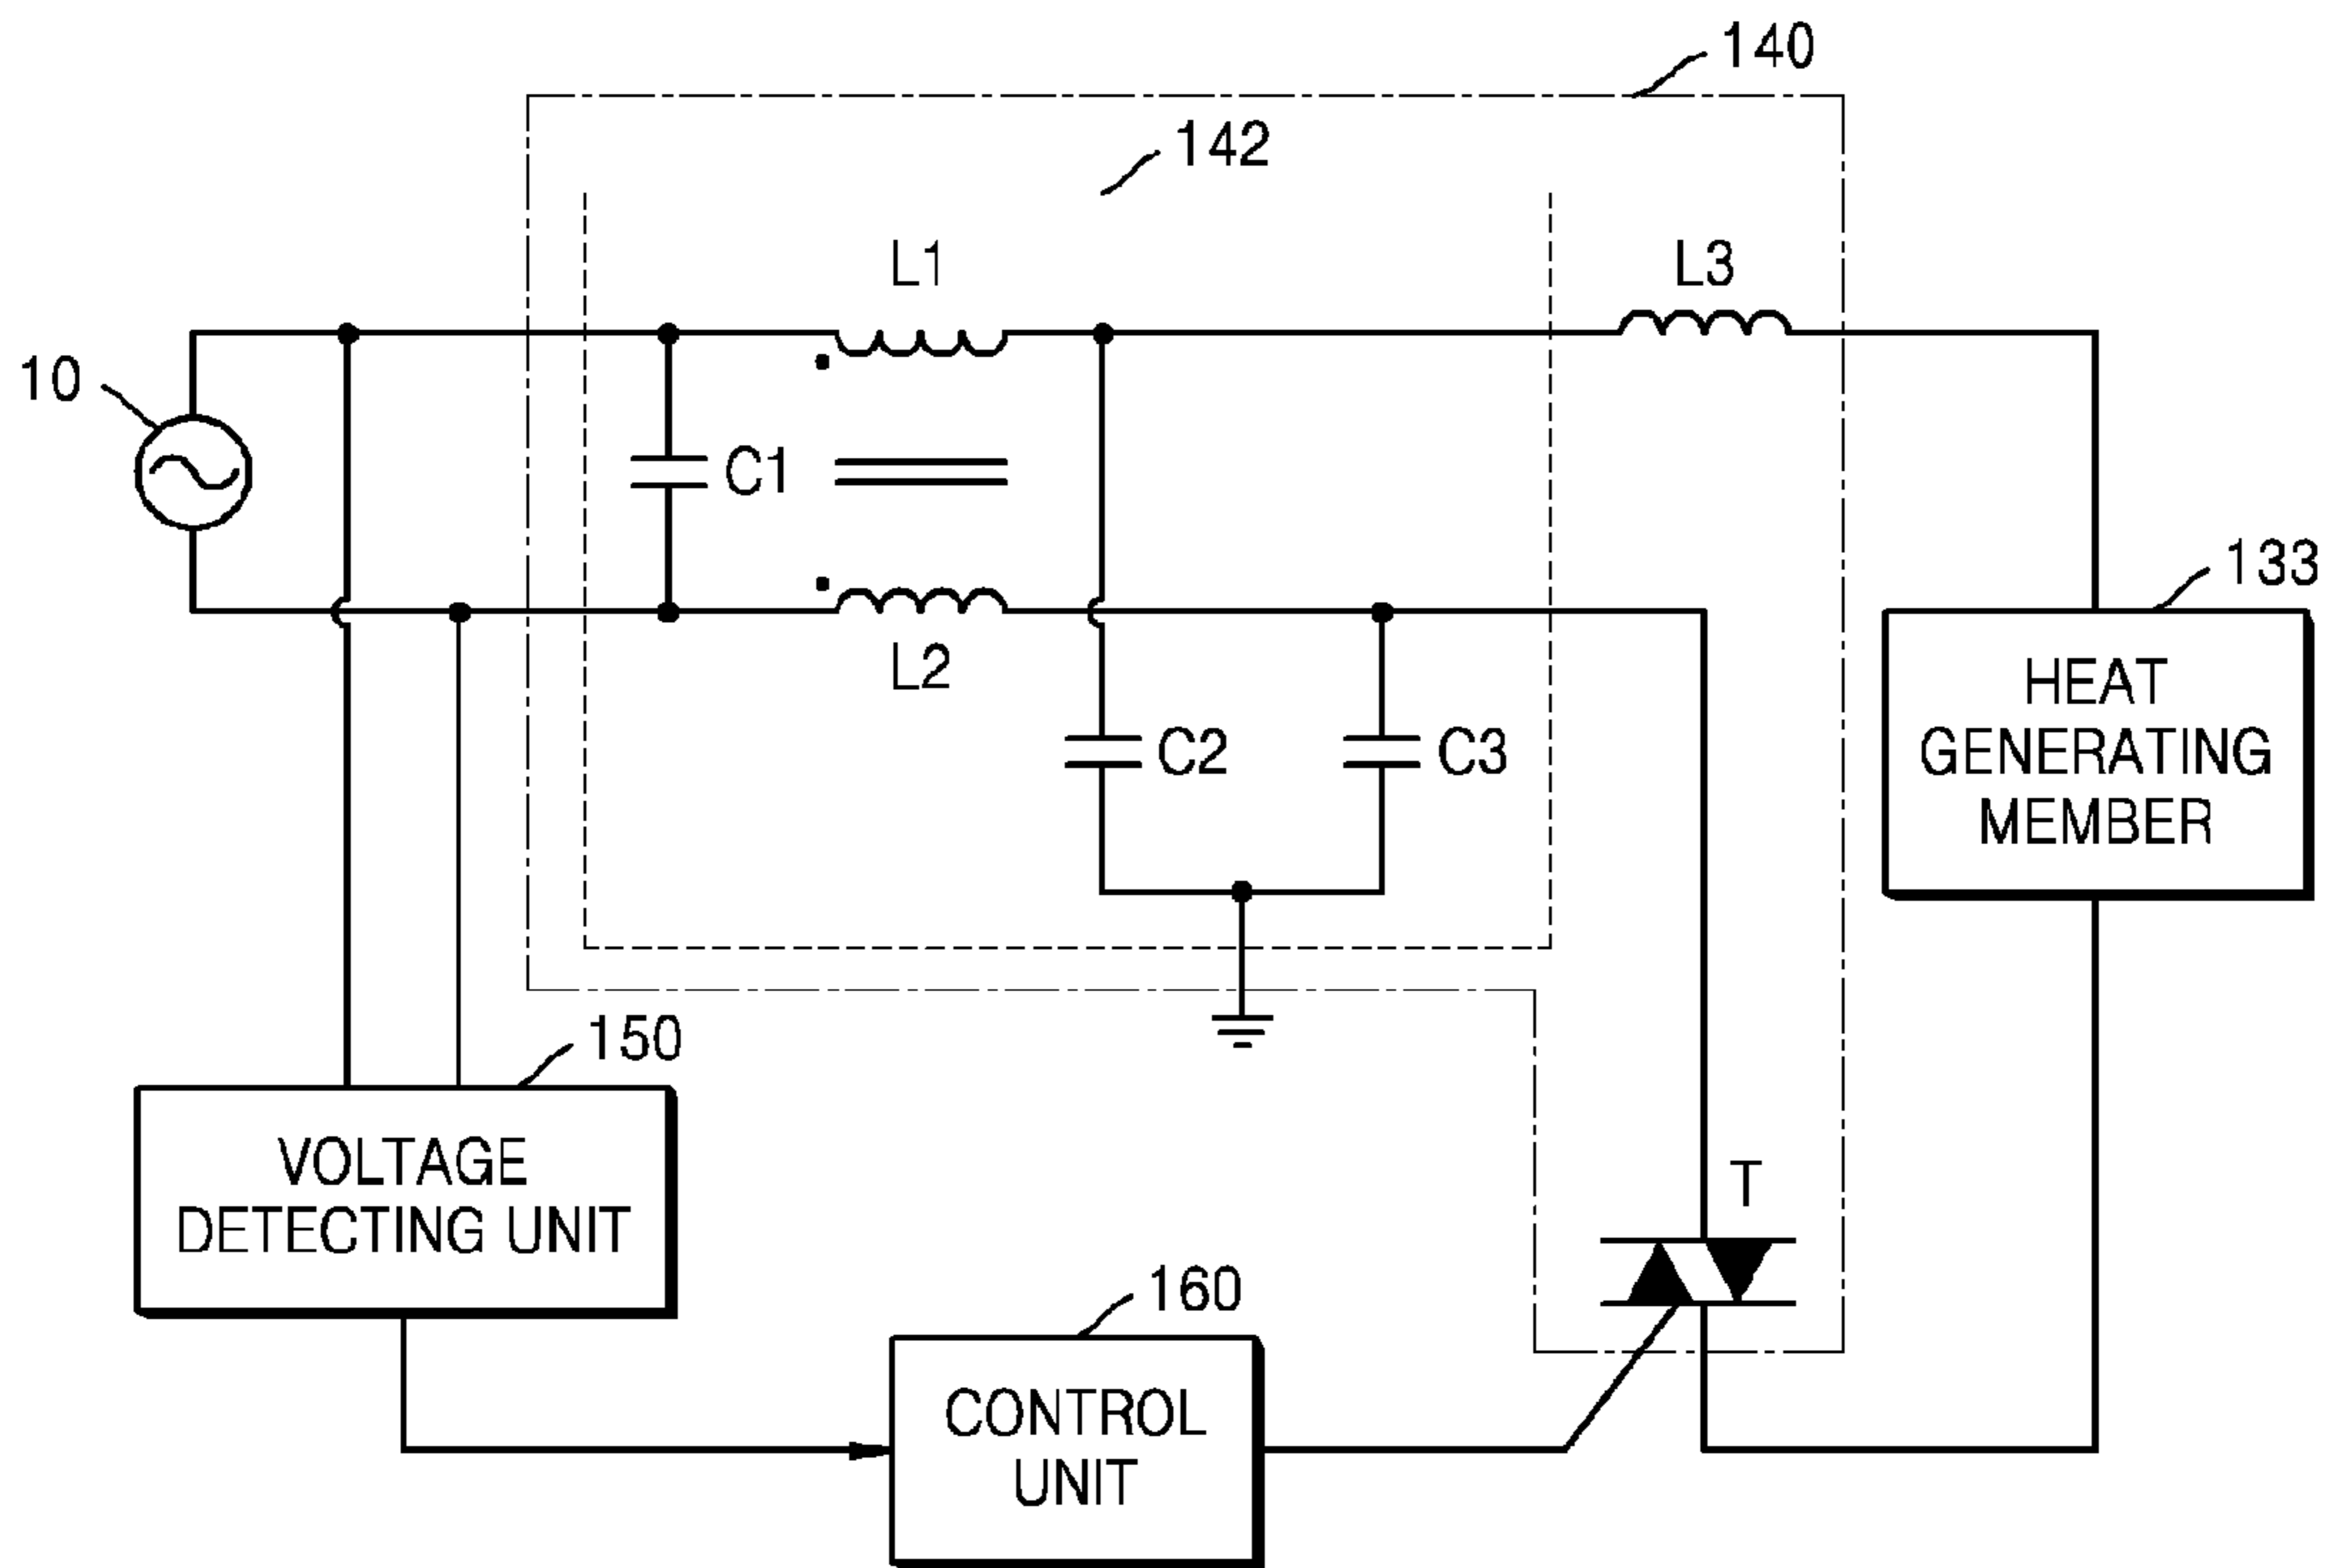 140
142
L1
L3
10
C1
133
L2
HEAT
GENERATING
MEMBER
C2
C3
150
VOLTAGE
DETECTING UNIT
T
160
CONTROL
UNIT